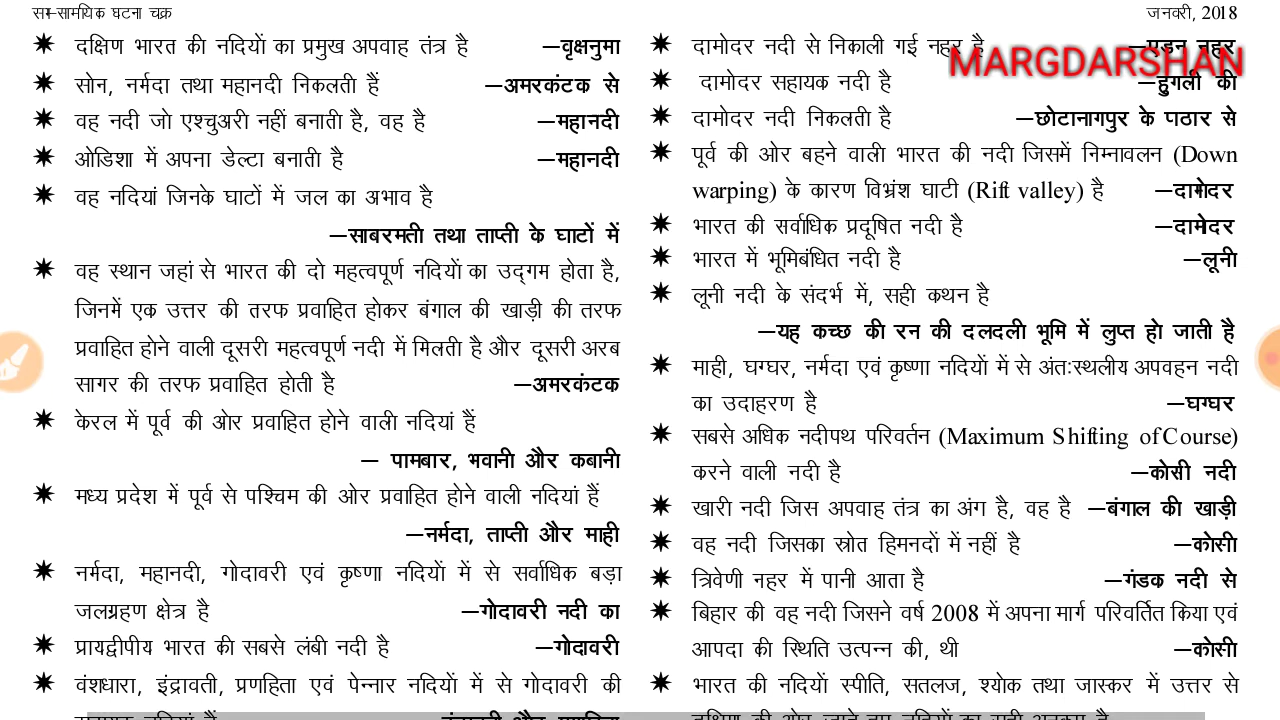 सम-सामयिक घटना चक्र
जनवरी, 2018
✷ दक्षिण भारत की नदियों का प्रमुख अपवाह तंत्र है —वृक्षनुमा
✷ सोन, नर्मदा तथा महानदी निकलती हैं —अमरकंटक से
✷ वह नदी जो एश्चुअरी नहीं बनाती है, वह है —महानदी
✷ ओडिशा में अपना डेल्टा बनाती है —महानदी
✷ वह नदियां जिनके घाटों में जल का अभाव है
—साबरमती तथा ताप्ती के घाटों में
✷ वह स्थान जहां से भारत की दो महत्वपूर्ण नदियों का उद्गम होता है,
जिनमें एक उत्तर की तरफ प्रवाहित होकर बंगाल की खाड़ी की तरफ
प्रवाहित होने वाली दूसरी महत्वपूर्ण नदी में मिलती है और दूसरी अरब
सागर की तरफ प्रवाहित होती है —अमरकंटक
✷ केरल में पूर्व की ओर प्रवाहित होने वाली नदियां हैं
— पामबार, भवानी और कबानी
✷ मध्य प्रदेश में पूर्व से पश्चिम की ओर प्रवाहित होने वाली नदियां हैं
—नर्मदा, ताप्ती और माही
✷ नर्मदा, महानदी, गोदावरी एवं कृष्णा नदियों में से सर्वाधिक बड़ा
जलग्रहण क्षेत्र है —गोदावरी नदी का
✷ प्रायद्वीपीय भारत की सबसे लंबी नदी है —गोदावरी
✷ वंशधारा, इंद्रावती, प्रणहिता एवं पेन्नार नदियों में से गोदावरी की
✷ दामोदर नदी से निकाली गई नहर है —एडन नहर
MARGDARSHAN
✷ दामोदर सहायक नदी है —हुगली की
✷ दामोदर नदी निकलती है —छोटानागपुर के पठार से
✷ पूर्व की ओर बहने वाली भारत की नदी जिसमें निम्नावलन (Down
warping) के कारण विभ्रंश घाटी (Rift valley) है —दामोदर
✷ भारत की सर्वाधिक प्रदूषित नदी है —दामोदर
✷ भारत में भूमिबंधित नदी है —लूनी
✷ लूनी नदी के संदर्भ में, सही कथन है
—यह कच्छ की रन की दलदली भूमि में लुप्त हो जाती है
✷ माही, घग्घर, नर्मदा एवं कृष्णा नदियों में से अंतःस्थलीय अपवहन नदी
का उदाहरण है —घग्घर
✷ सबसे अधिक नदीपथ परिवर्तन (Maximum Shifting of Course)
करने वाली नदी है —कोसी नदी
✷ खारी नदी जिस अपवाह तंत्र का अंग है, वह है —बंगाल की खाड़ी
✷ वह नदी जिसका स्रोत हिमनदों में नहीं है —कोसी
✷ त्रिवेणी नहर में पानी आता है —गंडक नदी से
✷ बिहार की वह नदी जिसने वर्ष 2008 में अपना मार्ग परिवर्तित किया एवं
आपदा की स्थिति उत्पन्न की, थी —कोसी
✷ भारत की नदियों स्पीति, सतलज, श्योक तथा जास्कर में उत्तर से